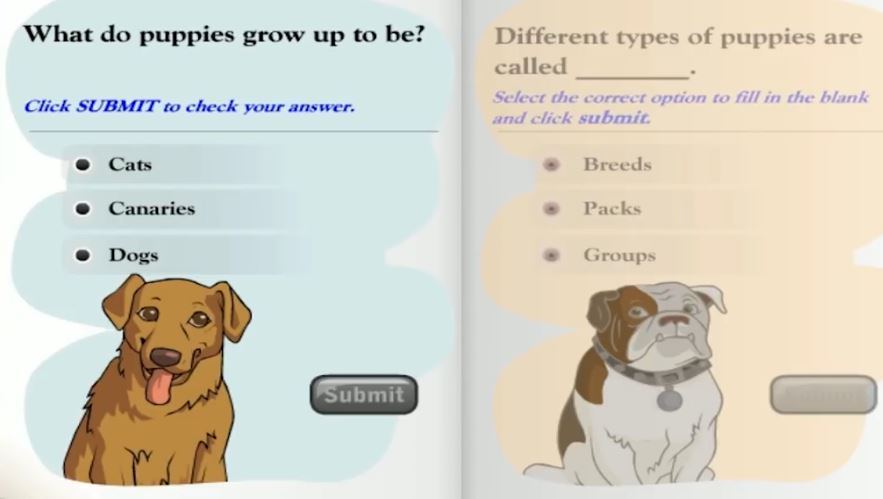 What do puppies grow up to be?
Click SUBMIT to check your answer.
Cats
Canaries
Dogs
Submit
Different types of puppies are
called ________.
Select the correct option to fill in the blank
and click submit.
Breeds
Packs
Groups